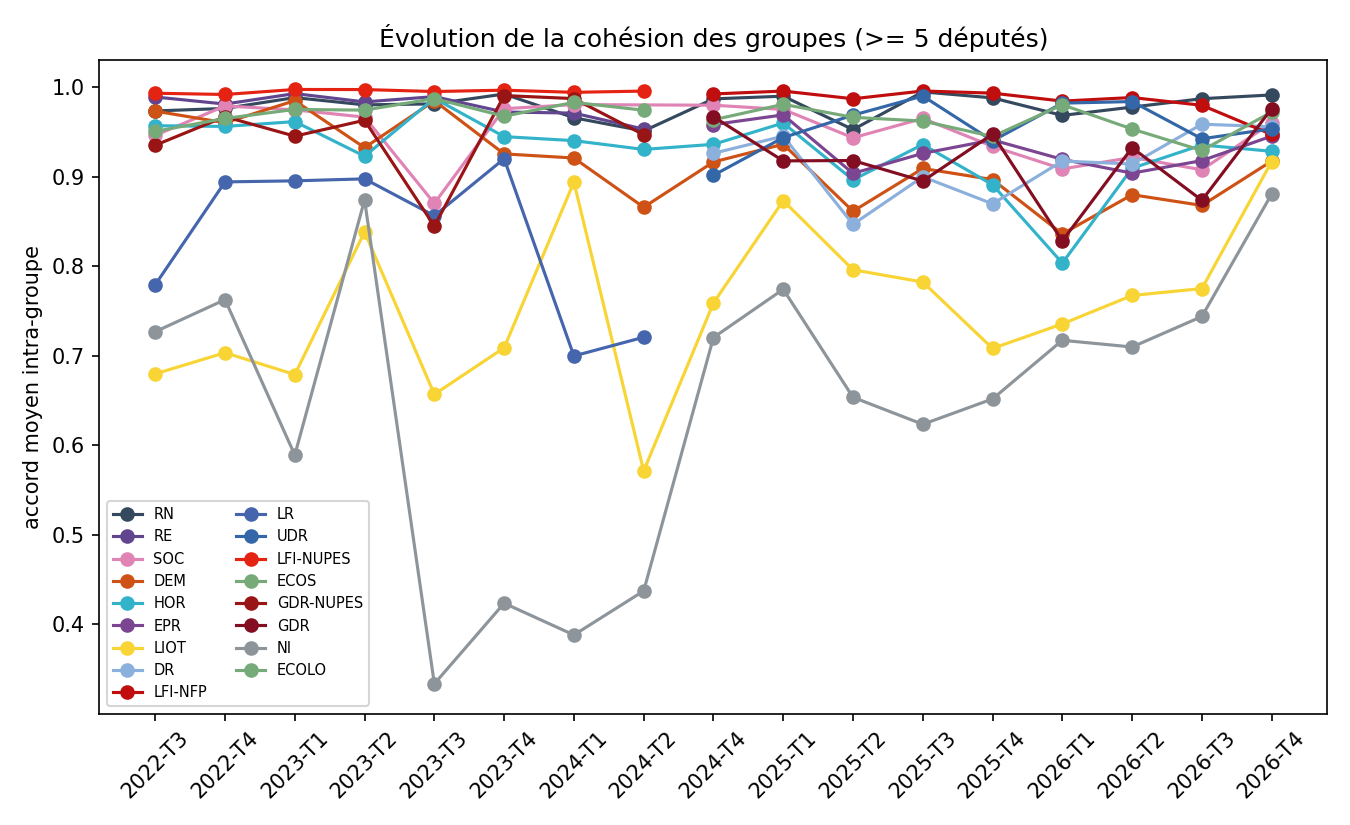 Évolution de la cohésion des groupes (>= 5 députés)
accord moyen intra-groupe
1.0
0.9
0.8
0.7
0.6
0.5
0.4
RN
RE
SOC
DEM
HOR
EPR
LIOT
DR
LFI-NFP
LR
UDR
LFI-NUPES
ECOS
GDR-NUPES
GDR
NI
ECOLO
2022-T3
2022-T4
2023-T1
2023-T2
2023-T3
2023-T4
2024-T1
2024-T2
2024-T4
2025-T1
2025-T2
2025-T3
2025-T4
2026-T1
2026-T2
2026-T3
2026-T4